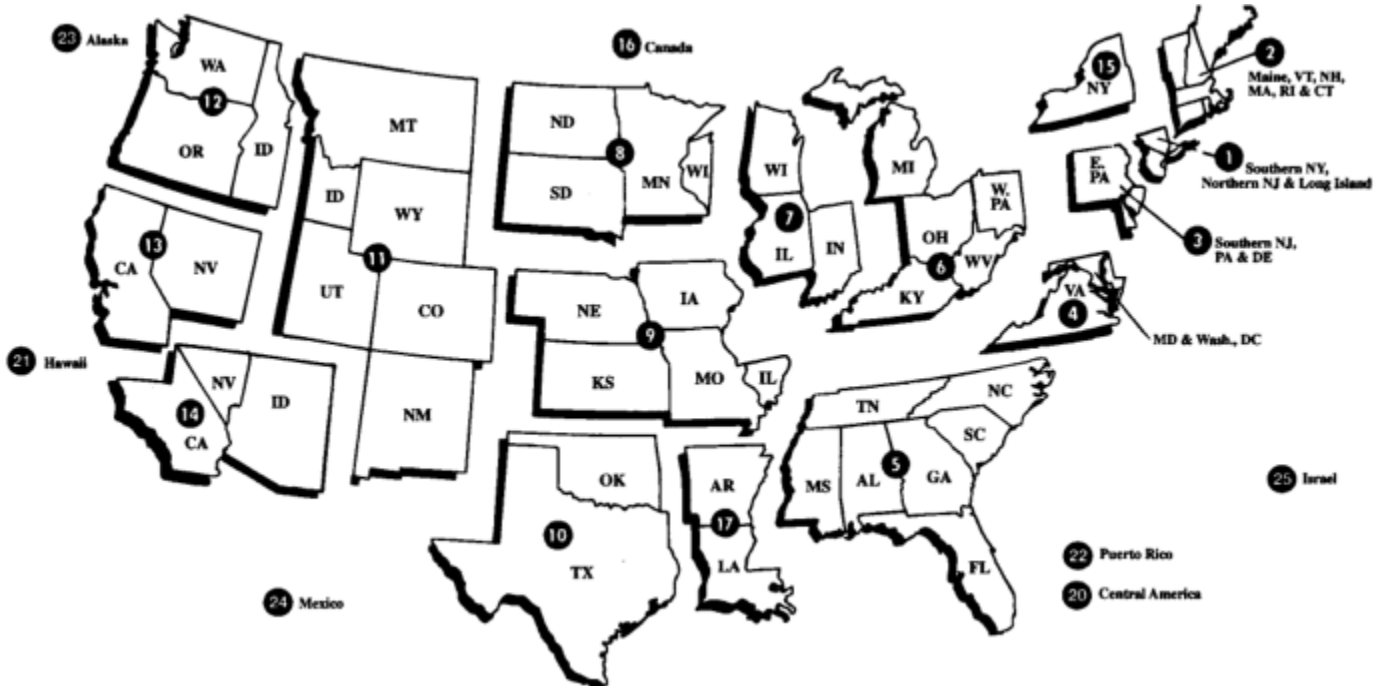 23 Alaska
16 Canada
WA
12
OR
ID
MT
ID
WY
11
UT
CO
NM
ND
8
SD
MN
WI
WI
7
IL
IN
MI
OH
W.
PA
6
WV
KY
15
NY
2
Maine, VT, NH,
MA, RI & CT
1
Southern NY,
Northern NJ & Long Island
E.
PA
3 Southern NJ,
PA & DE
VA
4
MD & Wash., DC
13
CA
NV
21 Hawaii
NV
ID
14
CA
NE
IA
9
KS
MO
IL
TN
NC
SC
5
MS
AL
GA
FL
OK
10
TX
AR
17
LA
25 Israel
22 Puerto Rico
20 Central America
24 Mexico